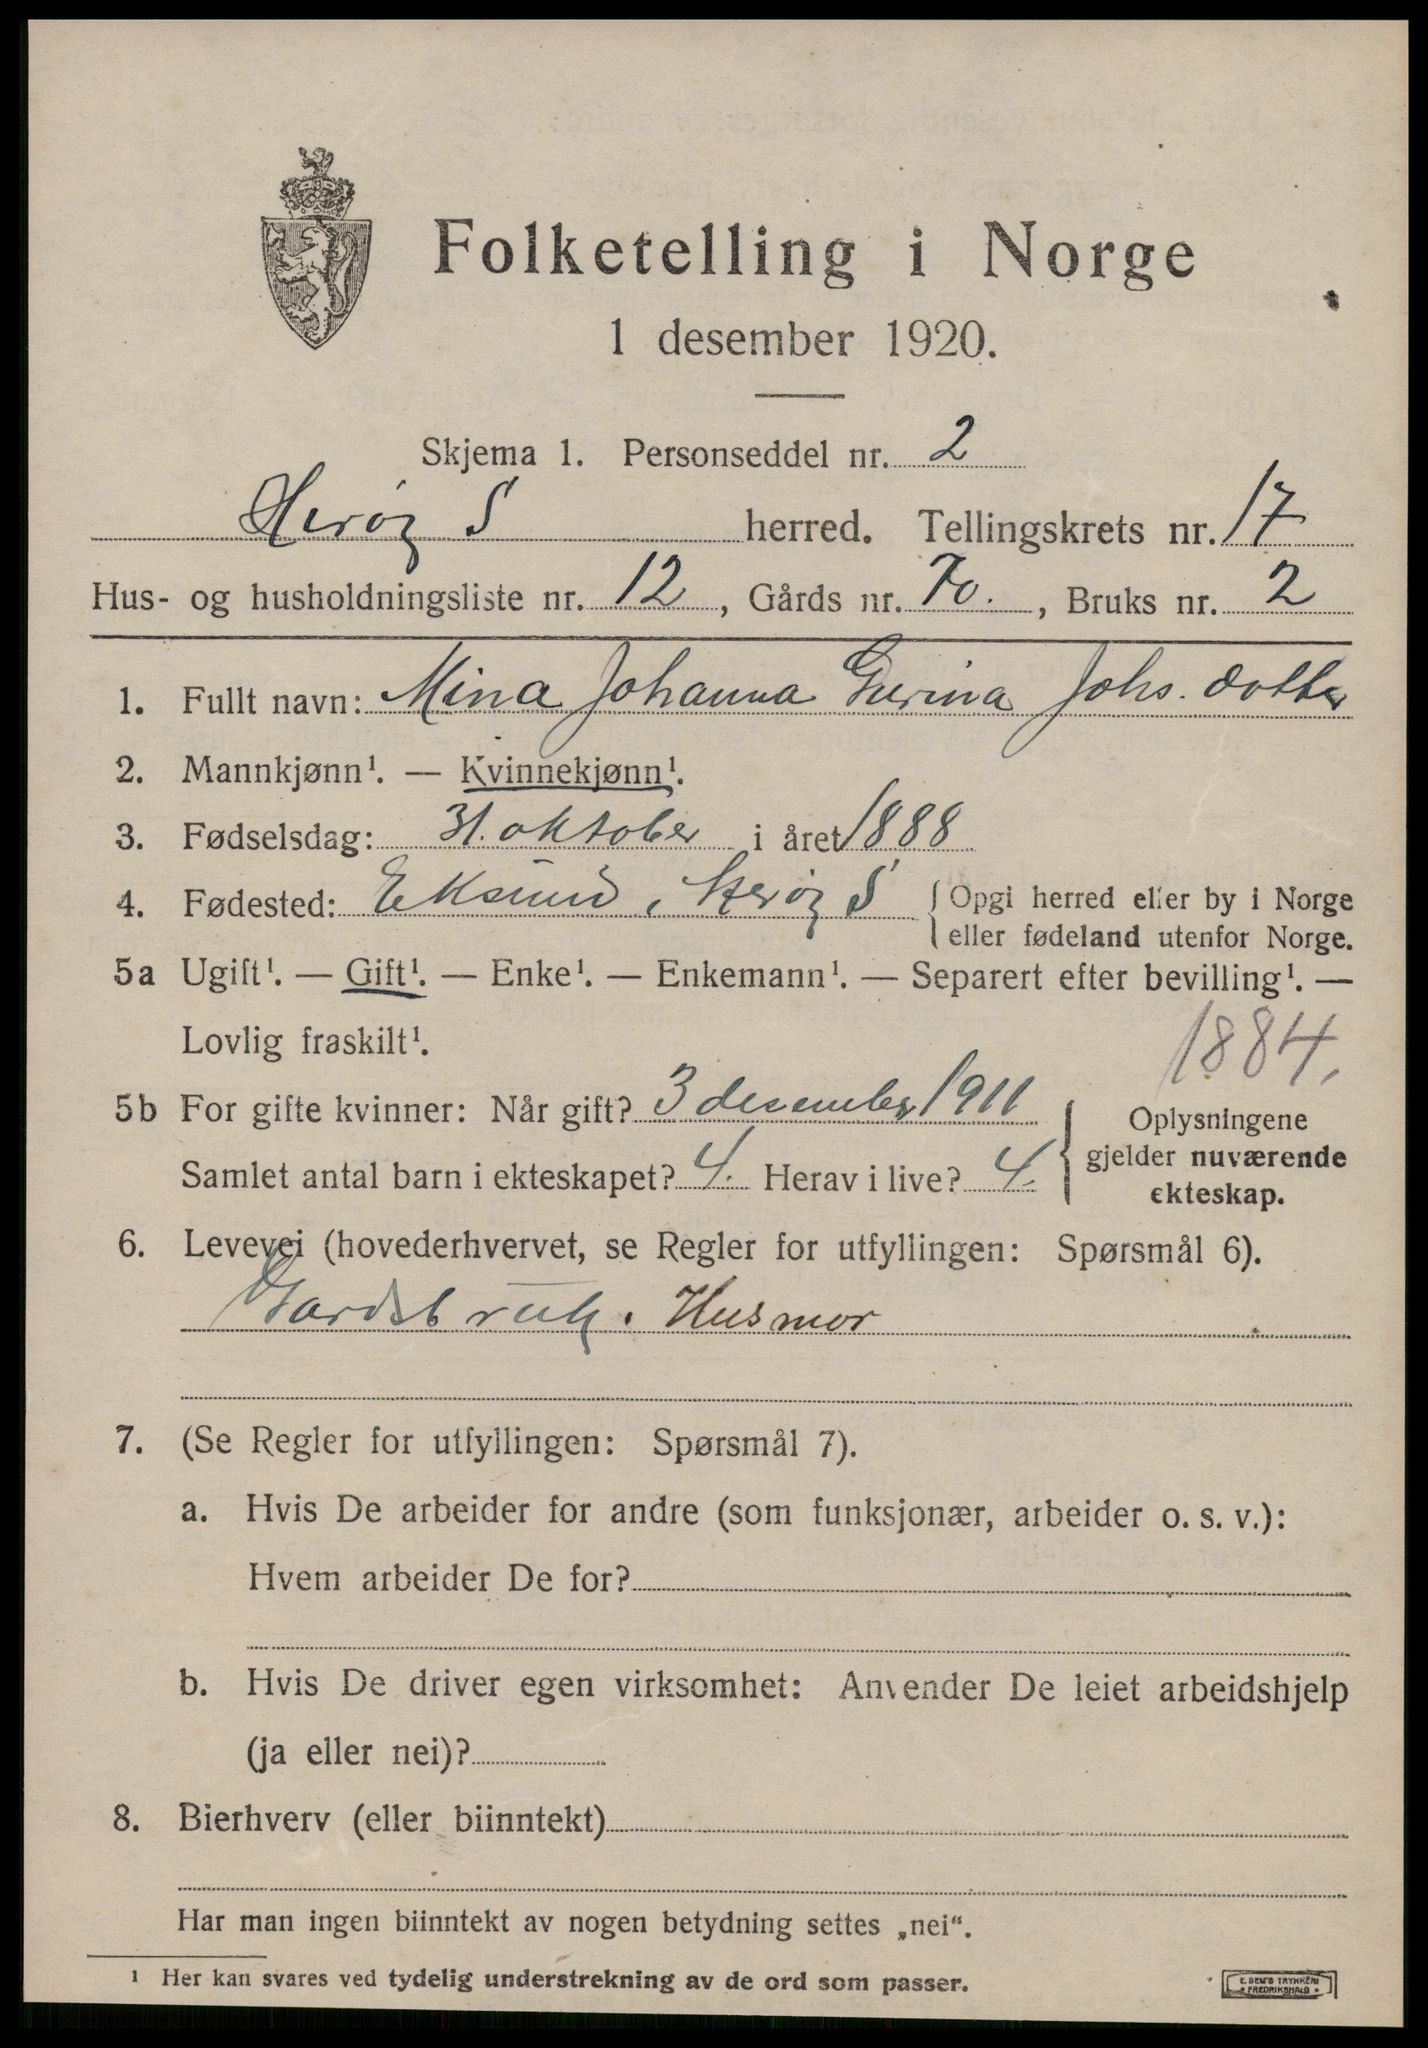 Folketelling i Norge
1 desember 1920.
Skjema 1. Personseddel nr. 2
Herøy S herred. Tellingskrets nr. 17
Hus- og husholdningsliste nr. 12, Gårds nr. 70., Bruks nr. 2
1. Fullt navn: Mina Johanna Gurina Johs. dotter
2. Mannkjønn¹. — Kvinnekjønn¹.
3. Fødselsdag: 31. oktober i året 1888
4. Fødested: Eksund, Herøy S {Opgi herred eller by i Norge
eller fødeland utenfor Norge.
5a Ugift¹. — Gift¹. — Enke¹. — Enkemann¹. — Separert efter bevilling¹. —
Lovlig fraskilt¹. 1884.
5b For gifte kvinner: Når gift? 3 desember 1911 { Oplysningene
Samlet antal barn i ekteskapet? 4. Herav i live? 4. gjelder nuværende
ekteskap.
6. Levevei (hovederhvervet, se Regler for utfyllingen: Spørsmål 6).
Gardsbruk. Husmor
7. (Se Regler for utfyllingen: Spørsmål 7).
a. Hvis De arbeider for andre (som funksjonær, arbeider o. s. v.):
Hvem arbeider De for?
b. Hvis De driver egen virksomhet: Anvender De leiet arbeidshjelp
(ja eller nei)?
8. Bierhverv (eller biinntekt)
Har man ingen biinntekt av nogen betydning settes „nei“.
¹ Her kan svares ved tydelig understrekning av de ord som passer.
E. SEM'S TRYKKERI
FREDRIKSHALD